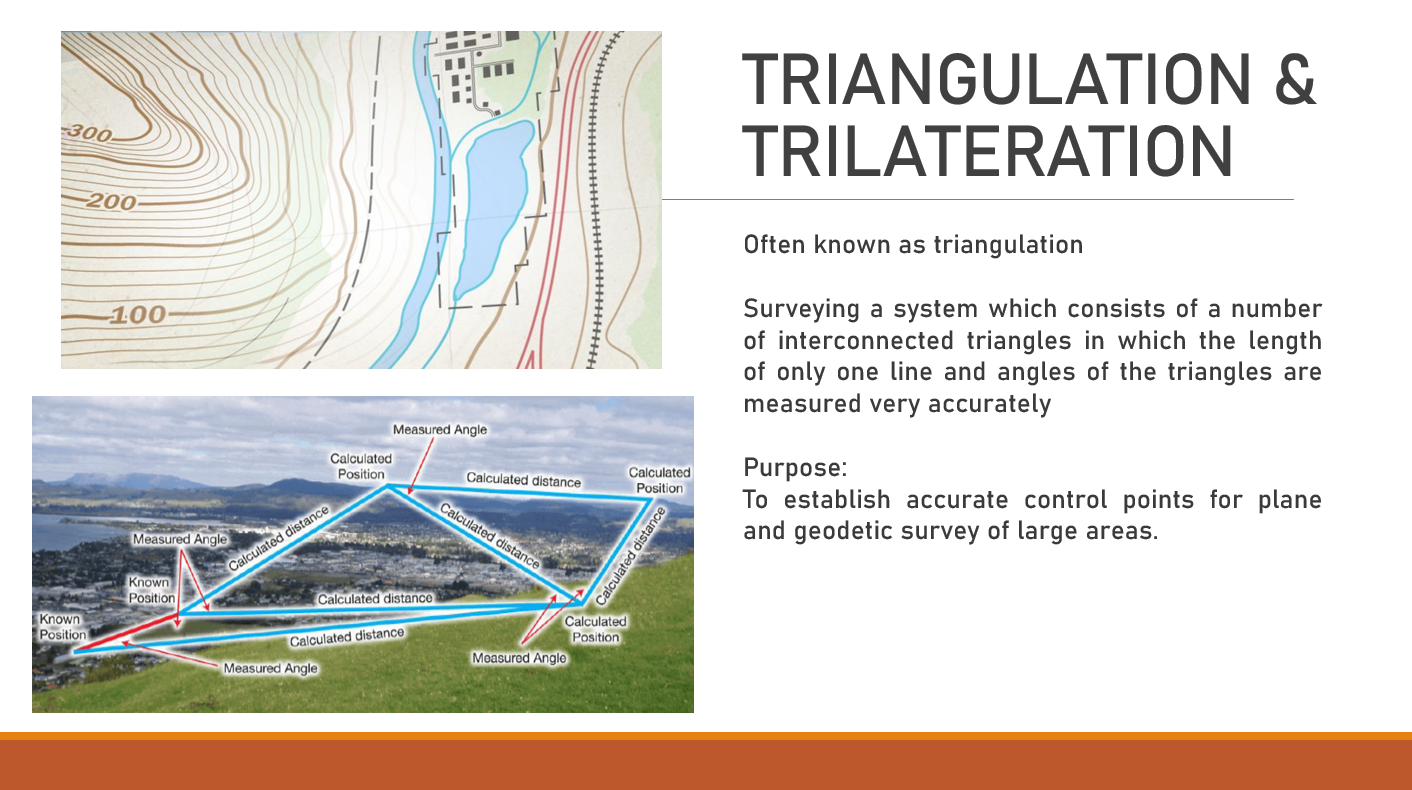 300
200
100
TRIANGULATION &
TRILATERATION
Often known as triangulation
Surveying a system which consists of a number
of interconnected triangles in which the length
of only one line and angles of the triangles are
measured very accurately
Purpose:
To establish accurate control points for plane
and geodetic survey of large areas.
Measured Angle
Calculated
Position
Calculated distance
Calculated
Position
Calculated distance
Calculated distance
Calculated distance
Measured Angle
Known
Position
Calculated distance
Known
Position
Calculated distance
Calculated
Position
Measured Angle
Measured Angle